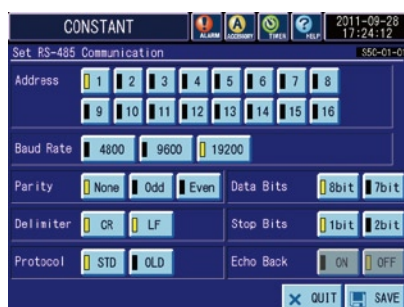 CONSTANT ALARM ACCESSORY TIMER HELP 2011-09-28
17:24:12
Set RS-485 Communication S50-01-01
Address 1 2 3 4 5 6 7 8
9 10 11 12 13 14 15 16
Baud Rate 4800 9600 19200
Parity None Odd Even Data Bits 8bit 7bit
Delimiter CR LF Stop Bits 1bit 2bit
Protocol STD OLD Echo Back ON OFF
QUIT SAVE